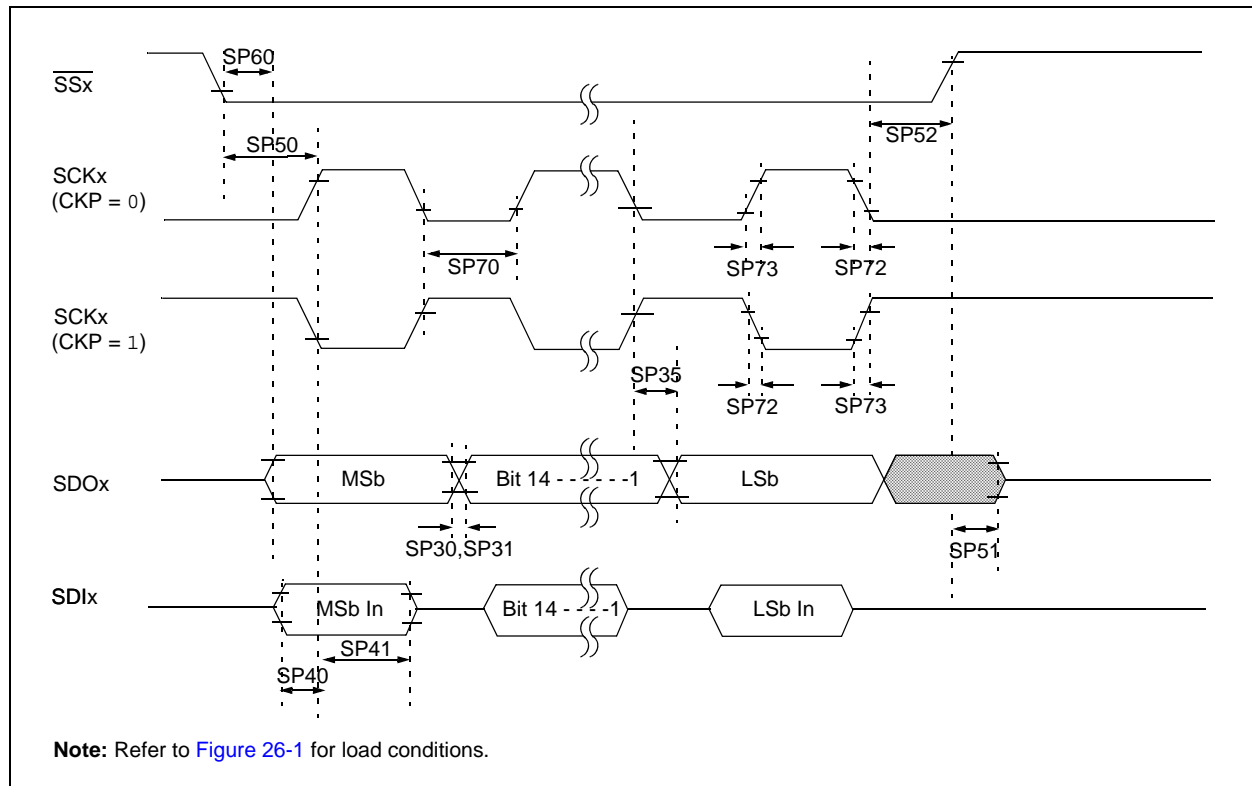 SP60
SSx
SP52
SP50
SCKx
(CKP = 0)
SP70
SP73
SP72
SCKx
(CKP = 1)
SP35
SP72
SP73
SDOx
MSb
Bit 14 - - - - - -1
LSb
SP30,SP31
SP51
SDIx
MSb In
Bit 14 - - - -1
LSb In
SP41
SP40
Note: Refer to Figure 26-1 for load conditions.